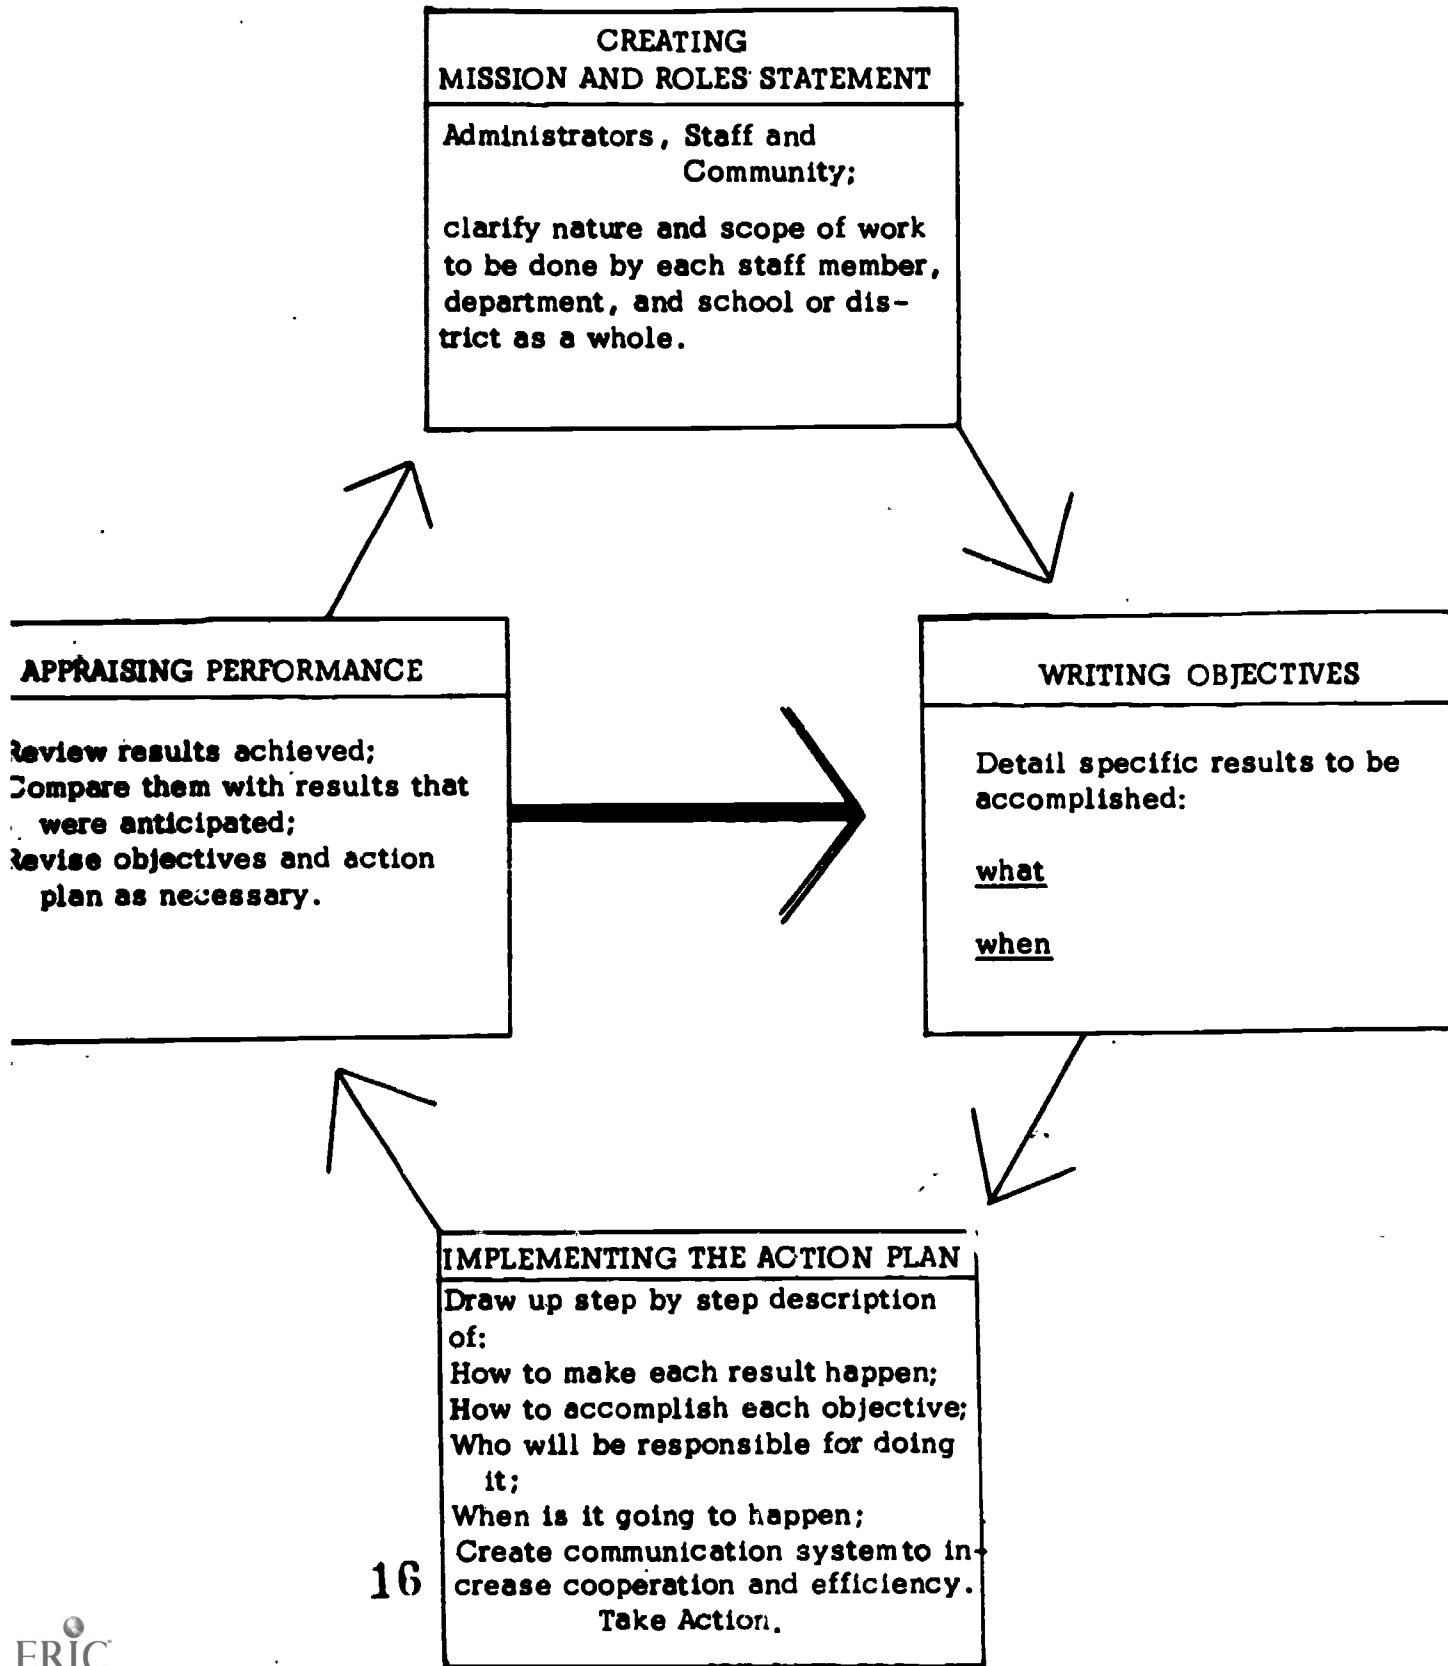 CREATING
MISSION AND ROLES STATEMENT
Administrators, Staff and
Community;
clarify nature and scope of work
to be done by each staff member,
department, and school or dis-
trict as a whole.
APPRAISING PERFORMANCE
Review results achieved;
Compare them with results that
were anticipated;
Revise objectives and action
plan as necessary.
WRITING OBJECTIVES
Detail specific results to be
accomplished:
what
when
IMPLEMENTING THE ACTION PLAN
Draw up step by step description
of:
How to make each result happen;
How to accomplish each objective;
Who will be responsible for doing
it;
When is it going to happen;
Create communication system to in-
crease cooperation and efficiency.
Take Action.
16
ERIC